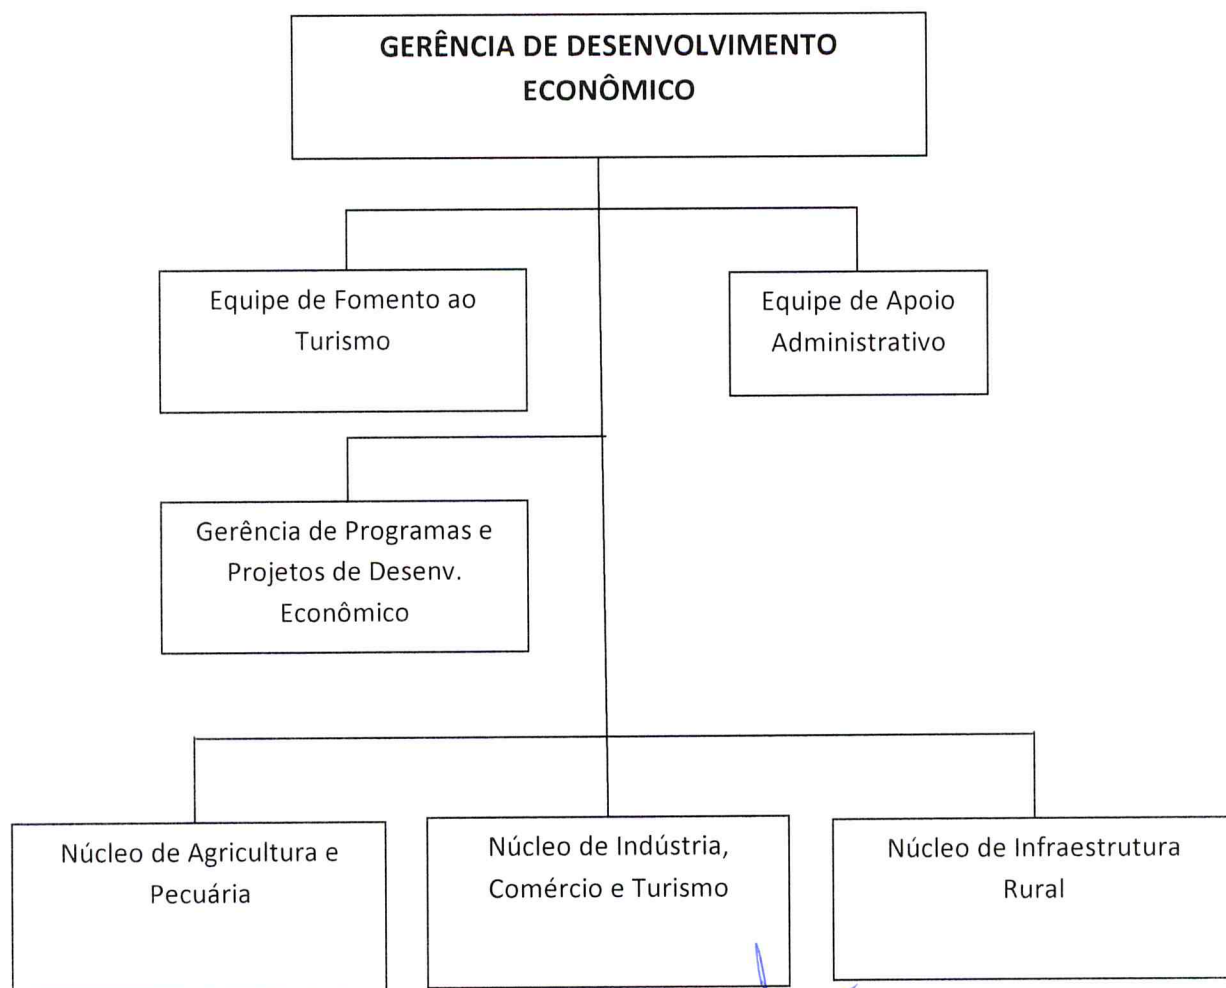 GERÊNCIA DE DESENVOLVIMENTO
ECONÔMICO
Equipe de Fomento ao
Turismo
Equipe de Apoio
Administrativo
Gerência de Programas e
Projetos de Desenv.
Econômico
Núcleo de Agricultura e
Pecuária
Núcleo de Indústria,
Comércio e Turismo
Núcleo de Infraestrutura
Rural